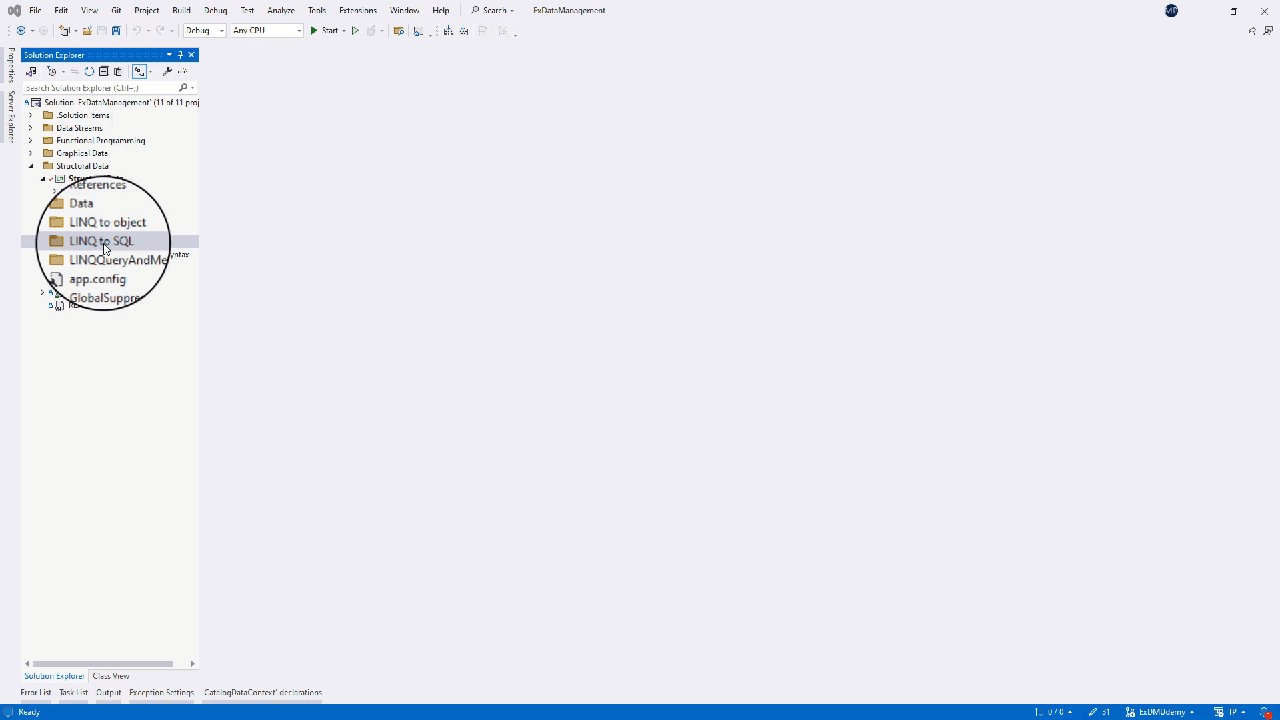 File Edit View Git Project Build Debug Test Analyze Tools Extensions Window Help Search ExDataManagement MP
Debug Any CPU Start
Solution Explorer
Search Solution Explorer (Ctrl+;)
Solution 'ExDataManagement' (11 of 11 proj
.Solution Items
Data Streams
Functional Programming
Graphical Data
Structural Data
References
Data
LINQ to object
LINQ to SQL
LINQQueryAndMe yntax
app.config
GlobalSuppre
Properties
Server Explorer
Solution Explorer Class View
Error List Task List Output Exception Settings 'CatalogDataContext' declarations
Ready 0 / 0 31 ExDMUdemy TP